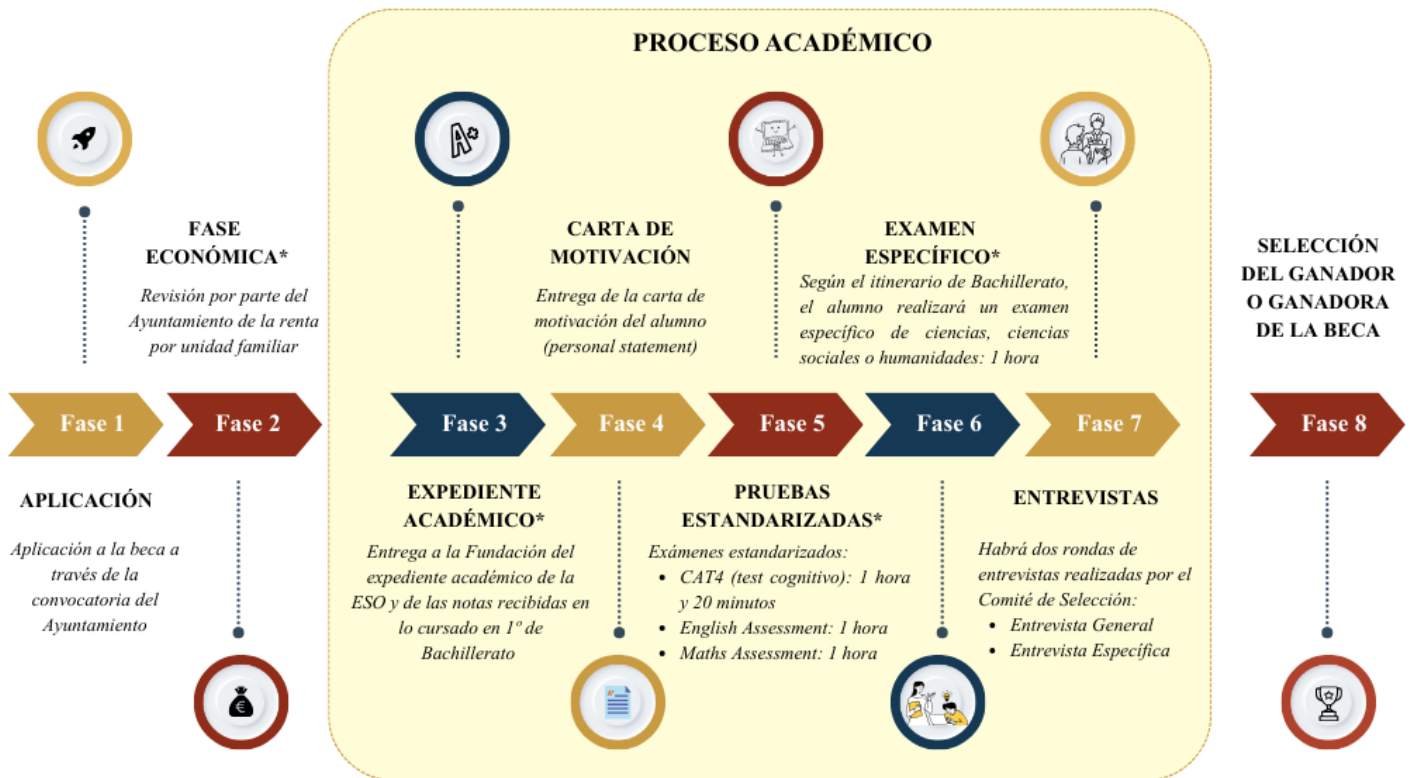 PROCESO ACADÉMICO
Fase 1
APLICACIÓN
Aplicación a la beca a
través de la
convocatoria del
Ayuntamiento
FASE
ECONÓMICA*
Revisión por parte del
Ayuntamiento de la renta
por unidad familiar
Fase 2
Fase 3
EXPEDIENTE
ACADÉMICO*
Entrega a la Fundación del
expediente académico de la
ESO y de las notas recibidas en
lo cursado en 1º de
Bachillerato
CARTA DE
MOTIVACIÓN
Entrega de la carta de
motivación del alumno
(personal statement)
Fase 4
Fase 5
PRUEBAS
ESTANDARIZADAS*
Exámenes estandarizados:
• CAT4 (test cognitivo): 1 hora
y 20 minutos
• English Assessment: 1 hora
• Maths Assessment: 1 hora
EXAMEN
ESPECÍFICO*
Según el itinerario de Bachillerato,
el alumno realizará un examen
específico de ciencias, ciencias
sociales o humanidades: 1 hora
Fase 6
Fase 7
ENTREVISTAS
Habrá dos rondas de
entrevistas realizadas por el
Comité de Selección:
• Entrevista General
• Entrevista Específica
SELECCIÓN
DEL GANADOR
O GANADORA
DE LA BECA
Fase 8